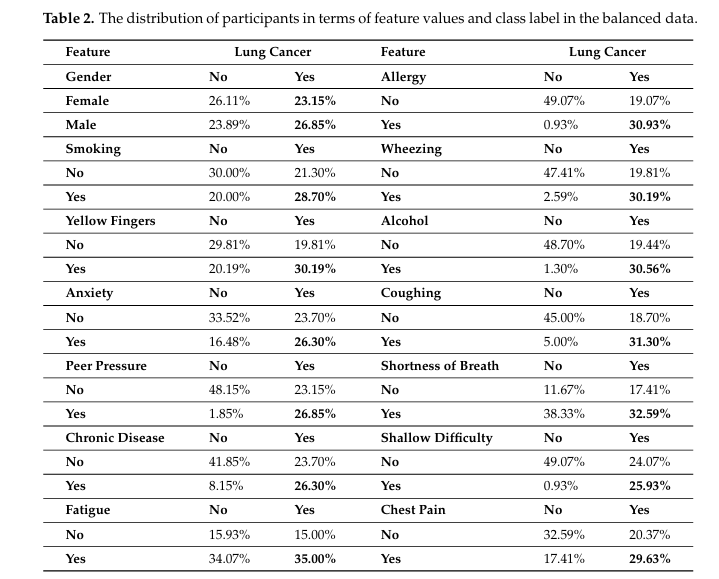 Table 2. The distribution of participants in terms of feature values and class label in the balanced data.
Feature Lung Cancer Feature Lung Cancer
Gender No Yes Allergy No Yes
Female 26.11% 23.15% No 49.07% 19.07%
Male 23.89% 26.85% Yes 0.93% 30.93%
Smoking No Yes Wheezing No Yes
No 30.00% 21.30% No 47.41% 19.81%
Yes 20.00% 28.70% Yes 2.59% 30.19%
Yellow Fingers No Yes Alcohol No Yes
No 29.81% 19.81% No 48.70% 19.44%
Yes 20.19% 30.19% Yes 1.30% 30.56%
Anxiety No Yes Coughing No Yes
No 33.52% 23.70% No 45.00% 18.70%
Yes 16.48% 26.30% Yes 5.00% 31.30%
Peer Pressure No Yes Shortness of Breath No Yes
No 48.15% 23.15% No 11.67% 17.41%
Yes 1.85% 26.85% Yes 38.33% 32.59%
Chronic Disease No Yes Shallow Difficulty No Yes
No 41.85% 23.70% No 49.07% 24.07%
Yes 8.15% 26.30% Yes 0.93% 25.93%
Fatigue No Yes Chest Pain No Yes
No 15.93% 15.00% No 32.59% 20.37%
Yes 34.07% 35.00% Yes 17.41% 29.63%